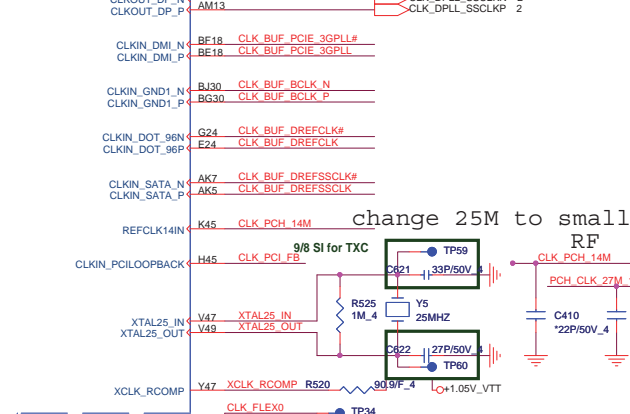 CLKOUT_DP_N
CLKOUT_DP_P AM13 CLK_DPLL_SSCLKP 2
CLKIN_DMI_N BF18 CLK_BUF_PCIE_3GPLL#
CLKIN_DMI_P BE18 CLK_BUF_PCIE_3GPLL
CLKIN_GND1_N BJ30 CLK_BUF_BCLK_N
CLKIN_GND1_P BG30 CLK_BUF_BCLK_P
CLKIN_DOT_96N G24 CLK_BUF_DREFCLK#
CLKIN_DOT_96P E24 CLK_BUF_DREFCLK
CLKIN_SATA_N AK7 CLK_BUF_DREFSSCLK#
CLKIN_SATA_P AK5 CLK_BUF_DREFSSCLK
REFCLK14IN K45 CLK_PCH_14M
change 25M to small
RF
9/8 SI for TXC
TP59
CLK_PCH_14M
CLKIN_PCILOOPBACK H45 CLK_PCI_FB
C621 33P/50V_4
PCH_CLK_27M_
R525 Y5
1M_4 25MHZ
C410
*22P/50V_4
XTAL25_IN V47 XTAL25_IN
XTAL25_OUT V49 XTAL25_OUT
C622 27P/50V_4
TP60
XCLK_RCOMP Y47 XCLK_RCOMP R520 90.9/F_4 +1.05V_VTT
CLK_FLEX0 TP34